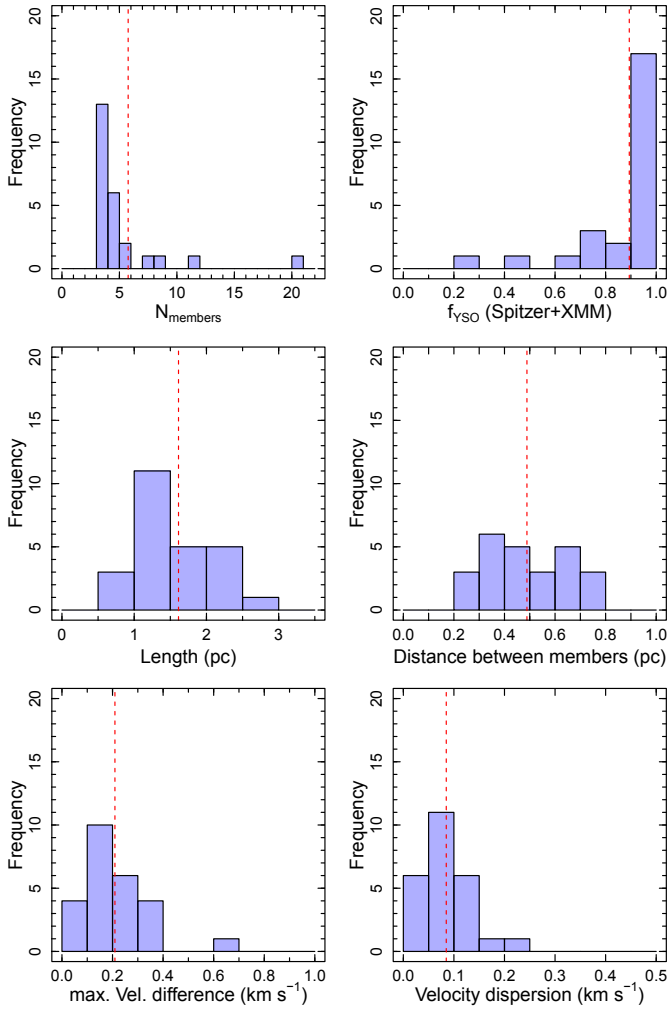 Frequency
0 5 10 15 20
0 5 10 15 20
N_members
Frequency
0 5 10 15 20
0.0 0.2 0.4 0.6 0.8 1.0
f_YSO (Spitzer+XMM)
Frequency
0 5 10 15 20
0 1 2 3
Length (pc)
Frequency
0 5 10 15 20
0.0 0.2 0.4 0.6 0.8 1.0
Distance between members (pc)
Frequency
0 5 10 15 20
0.0 0.2 0.4 0.6 0.8 1.0
max. Vel. difference (km s⁻¹)
Frequency
0 5 10 15 20
0.0 0.1 0.2 0.3 0.4 0.5
Velocity dispersion (km s⁻¹)